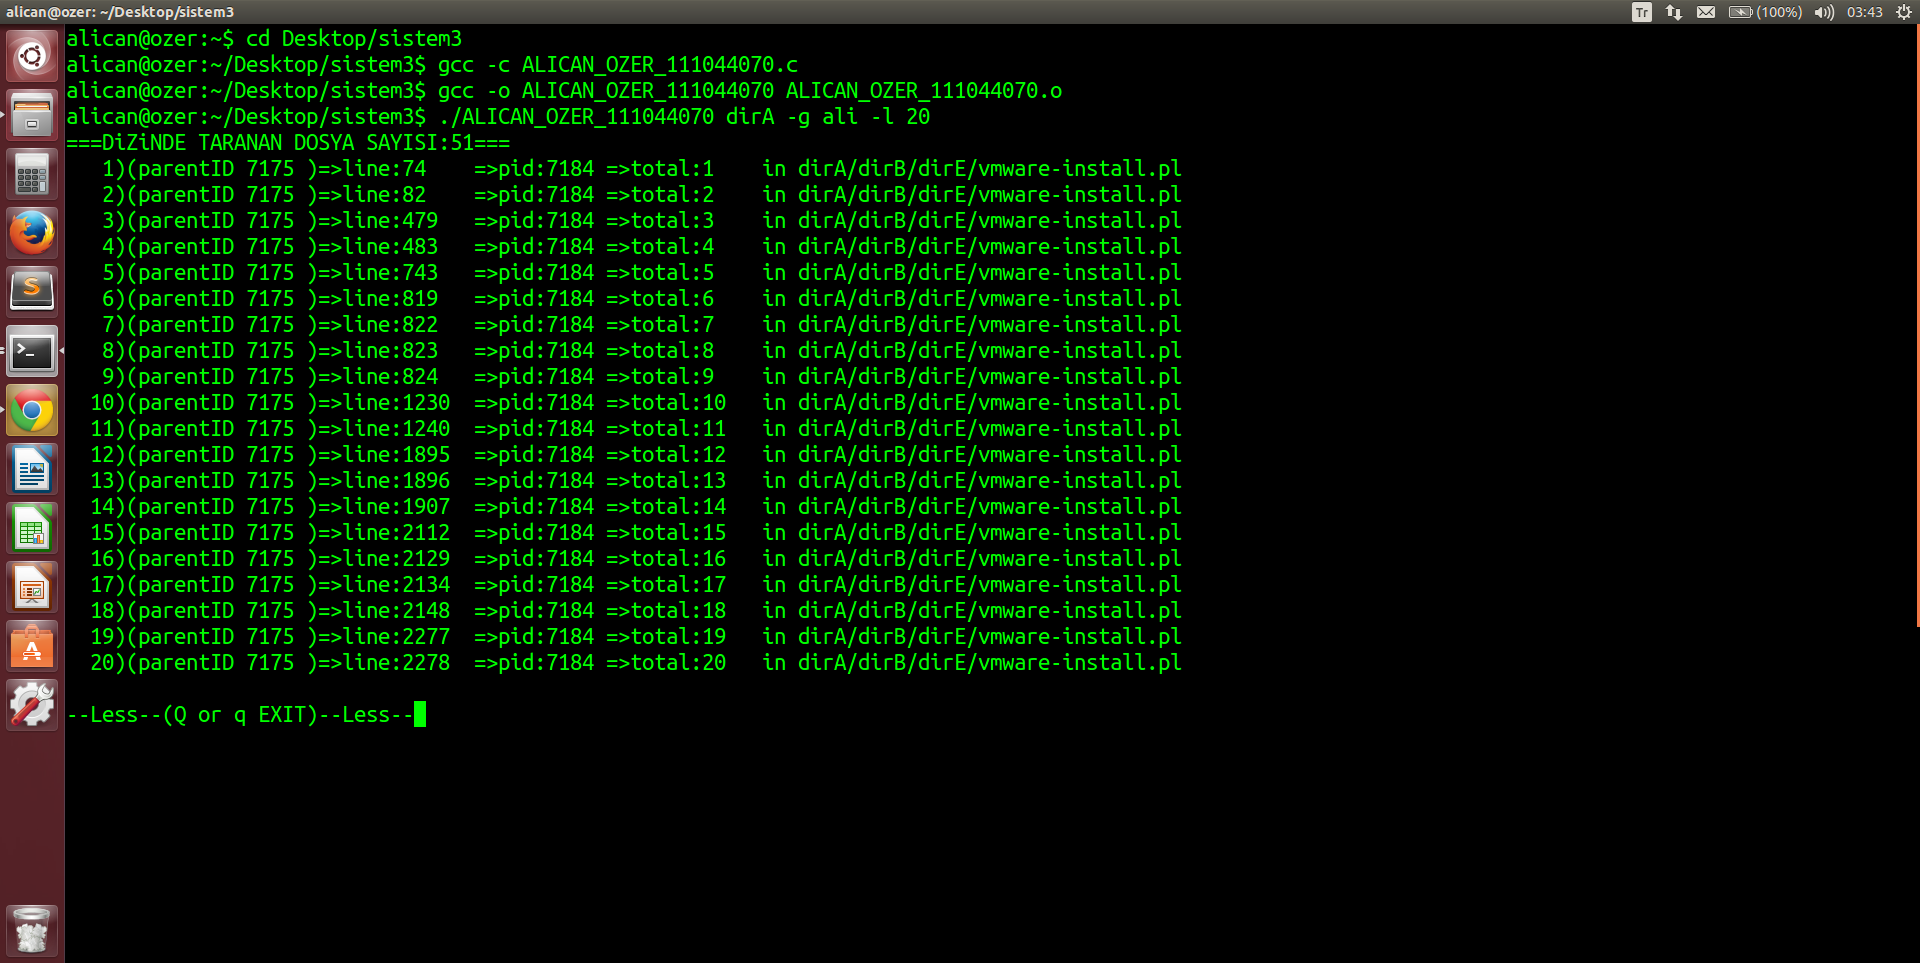 alican@ozer: ~/Desktop/sistem3
Tr (100%) 03:43
alican@ozer:~$ cd Desktop/sistem3
alican@ozer:~/Desktop/sistem3$ gcc -c ALICAN_OZER_111044070.c
alican@ozer:~/Desktop/sistem3$ gcc -o ALICAN_OZER_111044070 ALICAN_OZER_111044070.o
alican@ozer:~/Desktop/sistem3$ ./ALICAN_OZER_111044070 dirA -g ali -l 20
===DiZiNDE TARANAN DOSYA SAYISI:51===
1)(parentID 7175 )=>line:74 =>pid:7184 =>total:1 in dirA/dirB/dirE/vmware-install.pl
2)(parentID 7175 )=>line:82 =>pid:7184 =>total:2 in dirA/dirB/dirE/vmware-install.pl
3)(parentID 7175 )=>line:479 =>pid:7184 =>total:3 in dirA/dirB/dirE/vmware-install.pl
4)(parentID 7175 )=>line:483 =>pid:7184 =>total:4 in dirA/dirB/dirE/vmware-install.pl
5)(parentID 7175 )=>line:743 =>pid:7184 =>total:5 in dirA/dirB/dirE/vmware-install.pl
6)(parentID 7175 )=>line:819 =>pid:7184 =>total:6 in dirA/dirB/dirE/vmware-install.pl
7)(parentID 7175 )=>line:822 =>pid:7184 =>total:7 in dirA/dirB/dirE/vmware-install.pl
8)(parentID 7175 )=>line:823 =>pid:7184 =>total:8 in dirA/dirB/dirE/vmware-install.pl
9)(parentID 7175 )=>line:824 =>pid:7184 =>total:9 in dirA/dirB/dirE/vmware-install.pl
10)(parentID 7175 )=>line:1230 =>pid:7184 =>total:10 in dirA/dirB/dirE/vmware-install.pl
11)(parentID 7175 )=>line:1240 =>pid:7184 =>total:11 in dirA/dirB/dirE/vmware-install.pl
12)(parentID 7175 )=>line:1895 =>pid:7184 =>total:12 in dirA/dirB/dirE/vmware-install.pl
13)(parentID 7175 )=>line:1896 =>pid:7184 =>total:13 in dirA/dirB/dirE/vmware-install.pl
14)(parentID 7175 )=>line:1907 =>pid:7184 =>total:14 in dirA/dirB/dirE/vmware-install.pl
15)(parentID 7175 )=>line:2112 =>pid:7184 =>total:15 in dirA/dirB/dirE/vmware-install.pl
16)(parentID 7175 )=>line:2129 =>pid:7184 =>total:16 in dirA/dirB/dirE/vmware-install.pl
17)(parentID 7175 )=>line:2134 =>pid:7184 =>total:17 in dirA/dirB/dirE/vmware-install.pl
18)(parentID 7175 )=>line:2148 =>pid:7184 =>total:18 in dirA/dirB/dirE/vmware-install.pl
19)(parentID 7175 )=>line:2277 =>pid:7184 =>total:19 in dirA/dirB/dirE/vmware-install.pl
20)(parentID 7175 )=>line:2278 =>pid:7184 =>total:20 in dirA/dirB/dirE/vmware-install.pl
--Less--(Q or q EXIT)--Less--